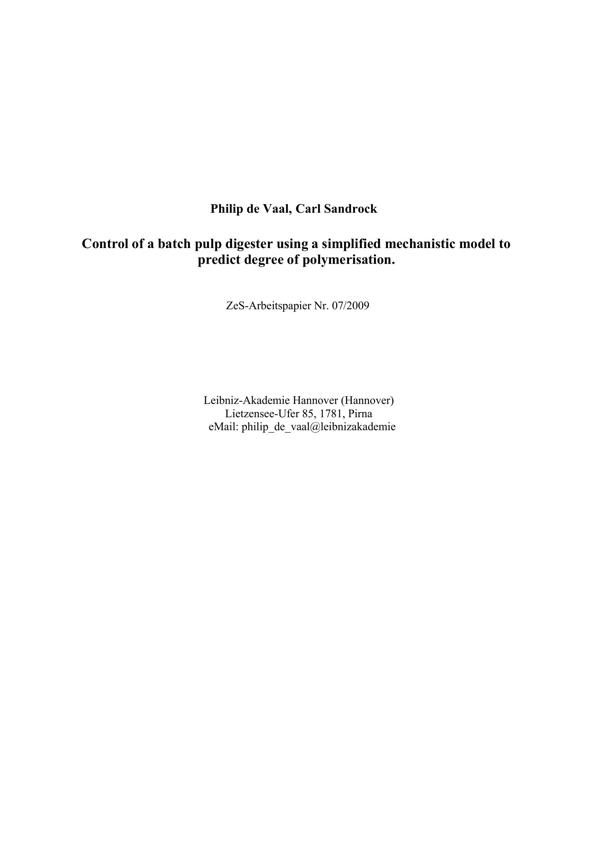 Philip de Vaal, Carl Sandrock
Control of a batch pulp digester using a simplified mechanistic model to
predict degree of polymerisation.
ZeS-Arbeitspapier Nr. 07/2009
Leibniz-Akademie Hannover (Hannover)
Lietzensee-Ufer 85, 1781, Pirna
eMail: philip_de_vaal@leibnizakademie